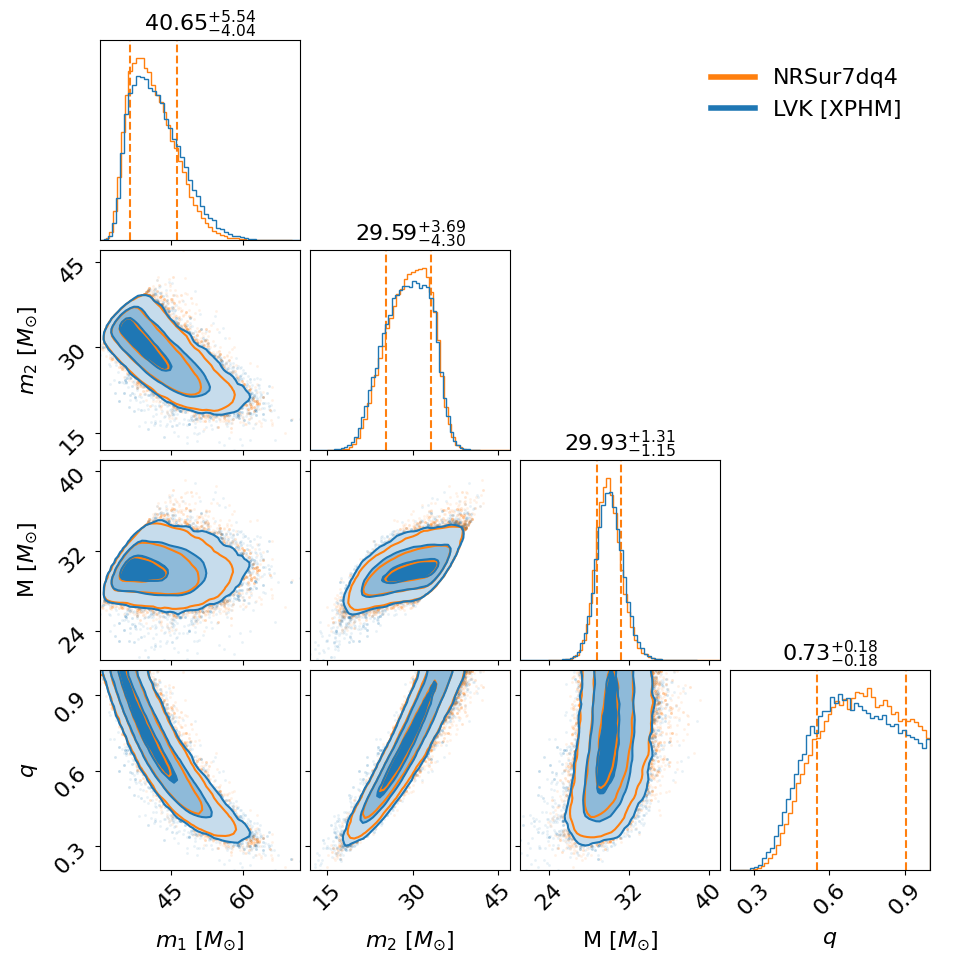 40.65+5.54−4.04
NRSur7dq4
LVK [XPHM]
29.59+3.69−4.30
45
30
15
m2 [M⊙]
29.93+1.31−1.15
40
32
24
M [M⊙]
0.73+0.18−0.18
0.9
0.6
0.3
q
45 60
15 30 45
24 32 40
0.3 0.6 0.9
m1 [M⊙] m2 [M⊙] M [M⊙] q